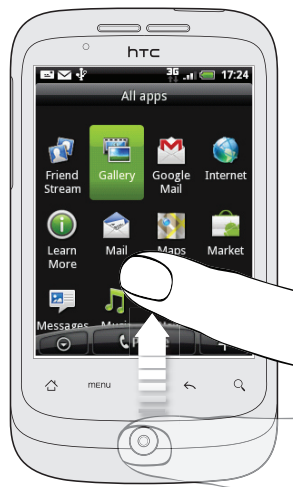 htc
3G 17:24
All apps
Friend Stream
Gallery
Google Mail
Internet
Learn More
Mail
Maps
Market
Messages
Music
MENU